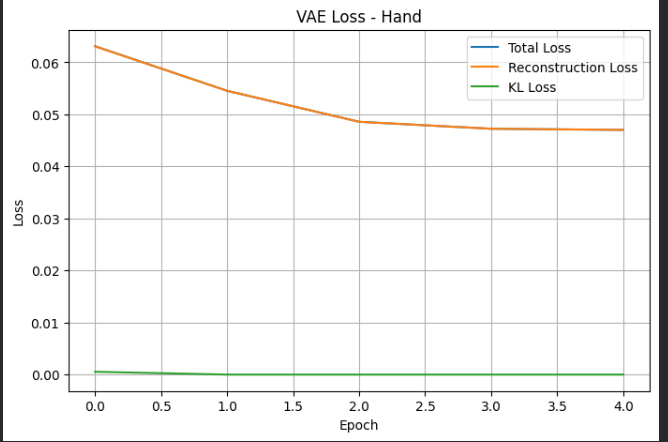 VAE Loss - Hand
Total Loss
Reconstruction Loss
KL Loss
0.06
0.05
0.04
0.03
0.02
0.01
0.00
Loss
0.0 0.5 1.0 1.5 2.0 2.5 3.0 3.5 4.0
Epoch